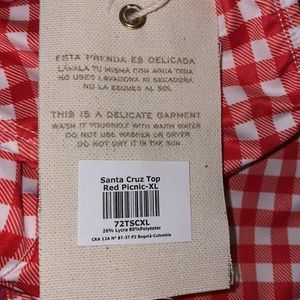 ESTA PRENDA ES DELICADA
LÁVALA TU MISMA CON AGUA TIBIA
NO USES LAVADORA NI SECADORA
NI LA SEQUES AL SOL.
THIS IS A DELICATE GARMENT
WASH IT YOURSELF WITH WARM WATER
DO NOT USE WASHER OR DRYER
DO NOT DRY IT IN THE SUN
Santa Cruz Top
Red Picnic-XL
72TSCXL
20% Lycra 80%Polyester
CRA 13A N° 87-37 P2 Bogotá-Colombia